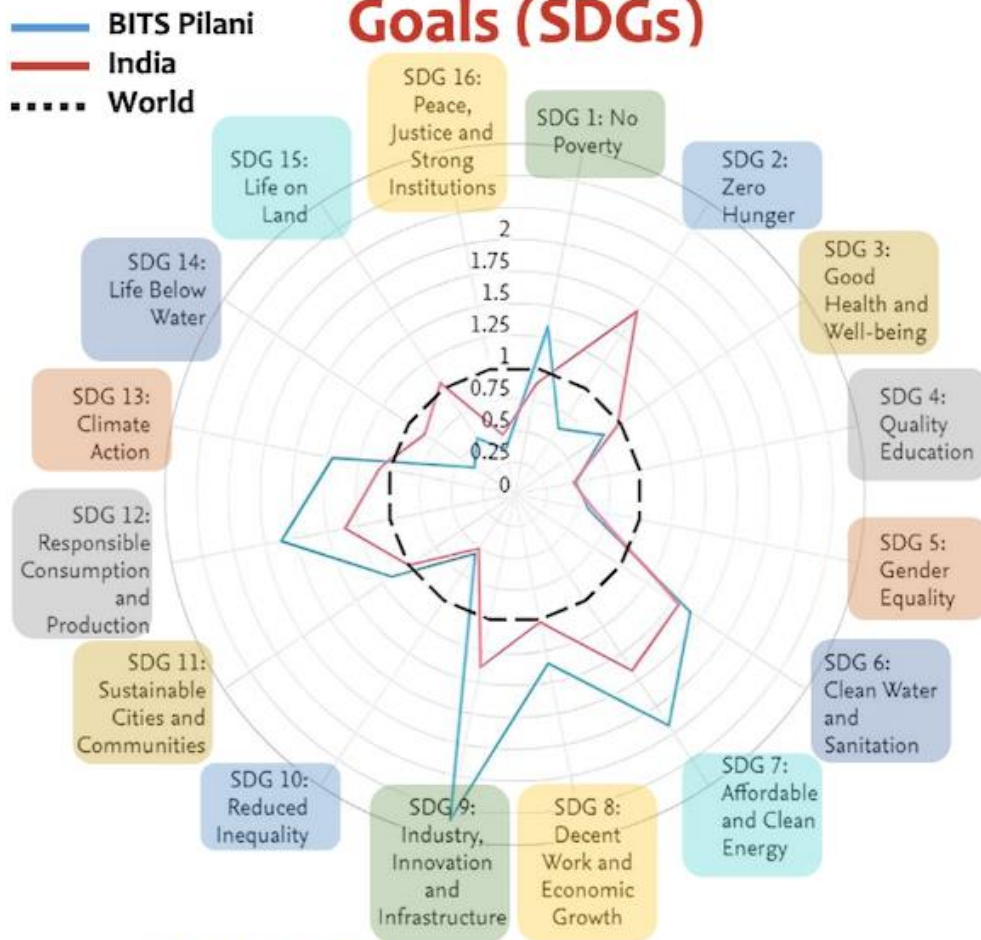 Goals (SDGs)
BITS Pilani
India
World
SDG 16:
Peace,
Justice and
Strong
Institutions
SDG 1: No
Poverty
SDG 2:
Zero
Hunger
SDG 3:
Good
Health and
Well-being
SDG 4:
Quality
Education
SDG 5:
Gender
Equality
SDG 6:
Clean Water
and
Sanitation
SDG 7:
Affordable
and Clean
Energy
SDG 8:
Decent
Work and
Economic
Growth
SDG 9:
Industry,
Innovation
and
Infrastructure
SDG 10:
Reduced
Inequality
SDG 11:
Sustainable
Cities and
Communities
SDG 12:
Responsible
Consumption
and
Production
SDG 13:
Climate
Action
SDG 14:
Life Below
Water
SDG 15:
Life on
Land
2
1.75
1.5
1.25
1
0.75
0.5
0.25
0